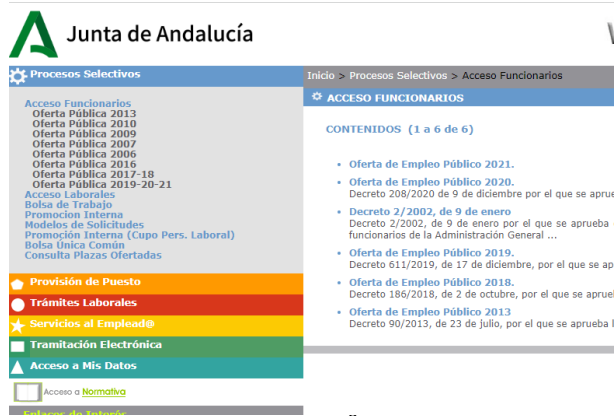 Junta de Andalucía
Procesos Selectivos
Acceso Funcionarios
Oferta Pública 2013
Oferta Pública 2010
Oferta Pública 2009
Oferta Pública 2007
Oferta Pública 2006
Oferta Pública 2016
Oferta Pública 2017-18
Oferta Pública 2019-20-21
Acceso Laborales
Bolsa de Trabajo
Promocion Interna
Modelos de Solicitudes
Promoción Interna (Cupo Pers. Laboral)
Bolsa Única Común
Consulta Plazas Ofertadas
Provisión de Puesto
Trámites Laborales
Servicios al Emplead@
Tramitación Electrónica
Acceso a Mis Datos
Acceso a Normativa
Enlaces de Interés
Inicio > Procesos Selectivos > Acceso Funcionarios
ACCESO FUNCIONARIOS
CONTENIDOS (1 a 6 de 6)
Oferta de Empleo Público 2021.
Oferta de Empleo Público 2020.
Decreto 208/2020 de 9 de diciembre por el que se aprue
Decreto 2/2002, de 9 de enero
Decreto 2/2002, de 9 de enero por el que se aprueba
funcionarios de la Administración General ...
Oferta de Empleo Público 2019.
Decreto 611/2019, de 17 de diciembre, por el que se ap
Oferta de Empleo Público 2018.
Decreto 186/2018, de 2 de octubre, por el que se aprue
Oferta de Empleo Público 2013
Decreto 90/2013, de 23 de julio, por el que se aprueba l